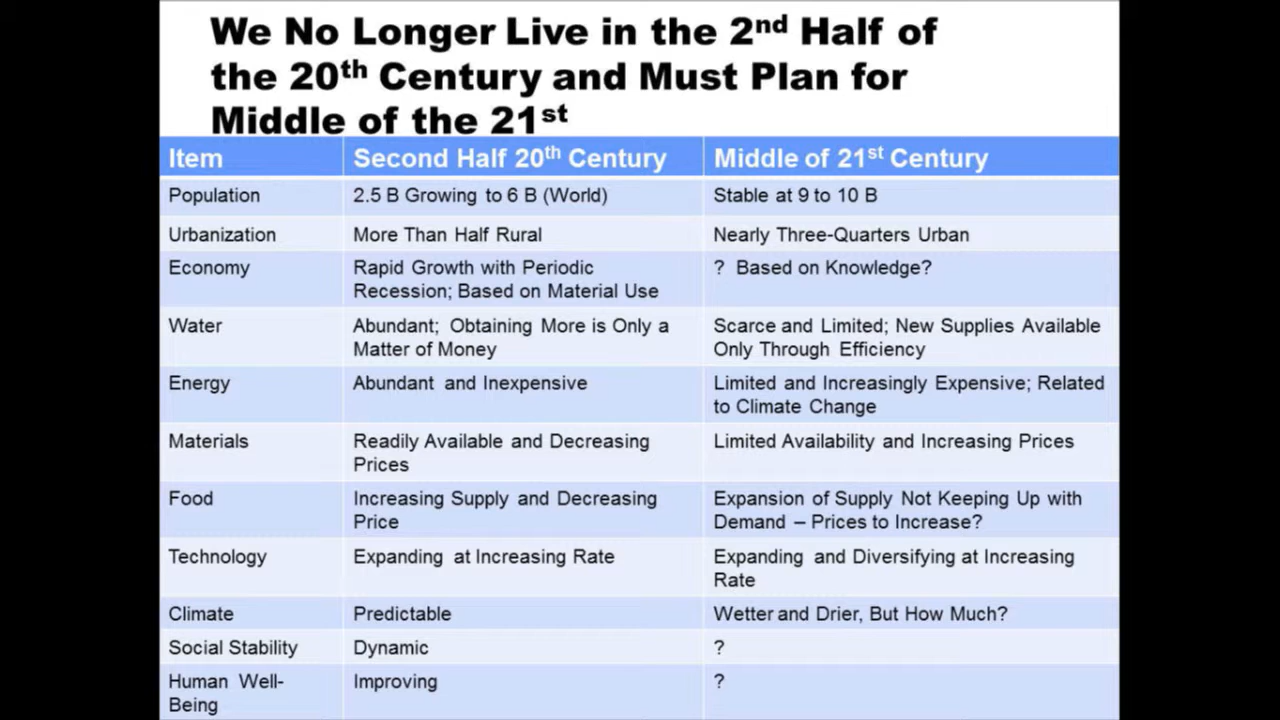 We No Longer Live in the 2nd Half of
the 20th Century and Must Plan for
Middle of the 21st
Item Second Half 20th Century Middle of 21st Century
Population 2.5 B Growing to 6 B (World) Stable at 9 to 10 B
Urbanization More Than Half Rural Nearly Three-Quarters Urban
Economy Rapid Growth with Periodic ? Based on Knowledge?
Recession; Based on Material Use
Water Abundant; Obtaining More is Only a Scarce and Limited; New Supplies Available
Matter of Money Only Through Efficiency
Energy Abundant and Inexpensive Limited and Increasingly Expensive; Related
to Climate Change
Materials Readily Available and Decreasing Limited Availability and Increasing Prices
Prices
Food Increasing Supply and Decreasing Expansion of Supply Not Keeping Up with
Price Demand – Prices to Increase?
Technology Expanding at Increasing Rate Expanding and Diversifying at Increasing
Rate
Climate Predictable Wetter and Drier, But How Much?
Social Stability Dynamic ?
Human Well- Improving ?
Being